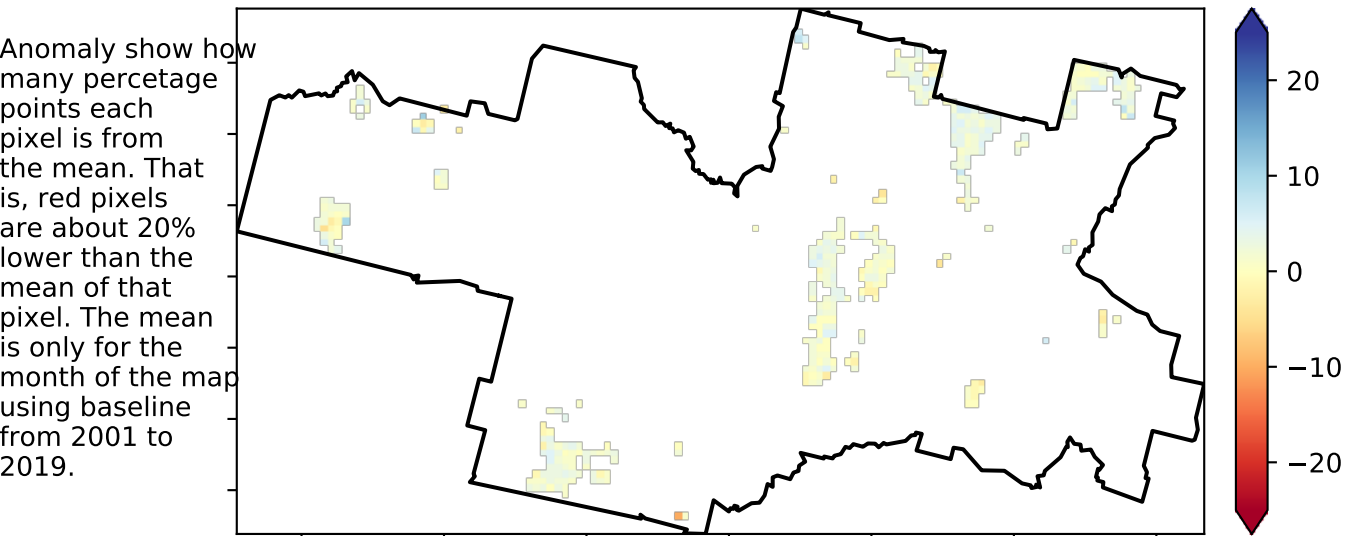 Anomaly show how
many percetage
points each
pixel is from
the mean. That
is, red pixels
are about 20%
lower than the
mean of that
pixel. The mean
is only for the
month of the map
using baseline
from 2001 to
2019.
20
10
0
−10
−20